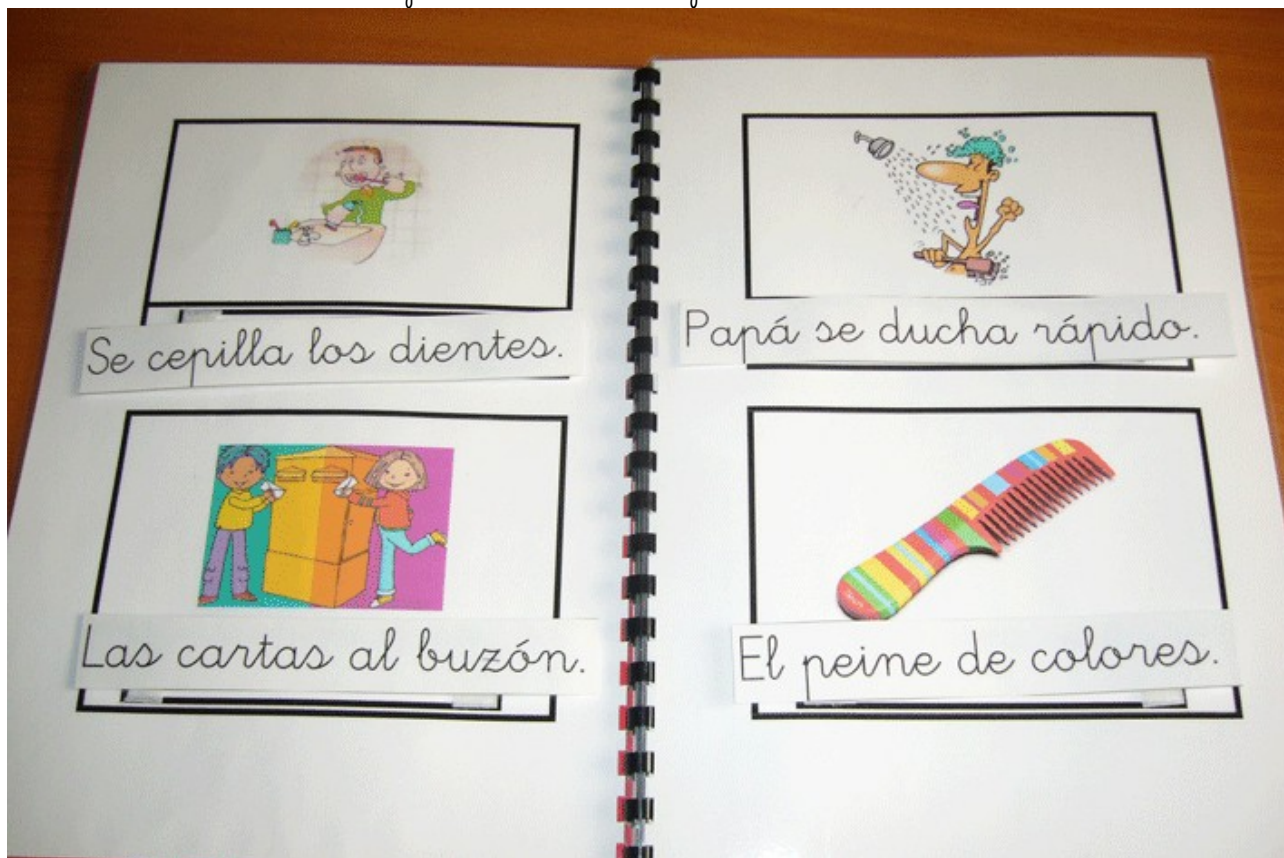 Se cepilla los dientes.
Las cartas al buzón.
Papá se ducha rápido.
El peine de colores.